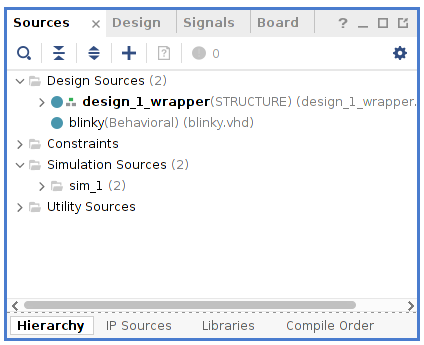 Sources × Design Signals Board ? _
0
Design Sources (2)
design_1_wrapper(STRUCTURE) (design_1_wrapper.
blinky(Behavioral) (blinky.vhd)
Constraints
Simulation Sources (2)
sim_1 (2)
Utility Sources
Hierarchy IP Sources Libraries Compile Order